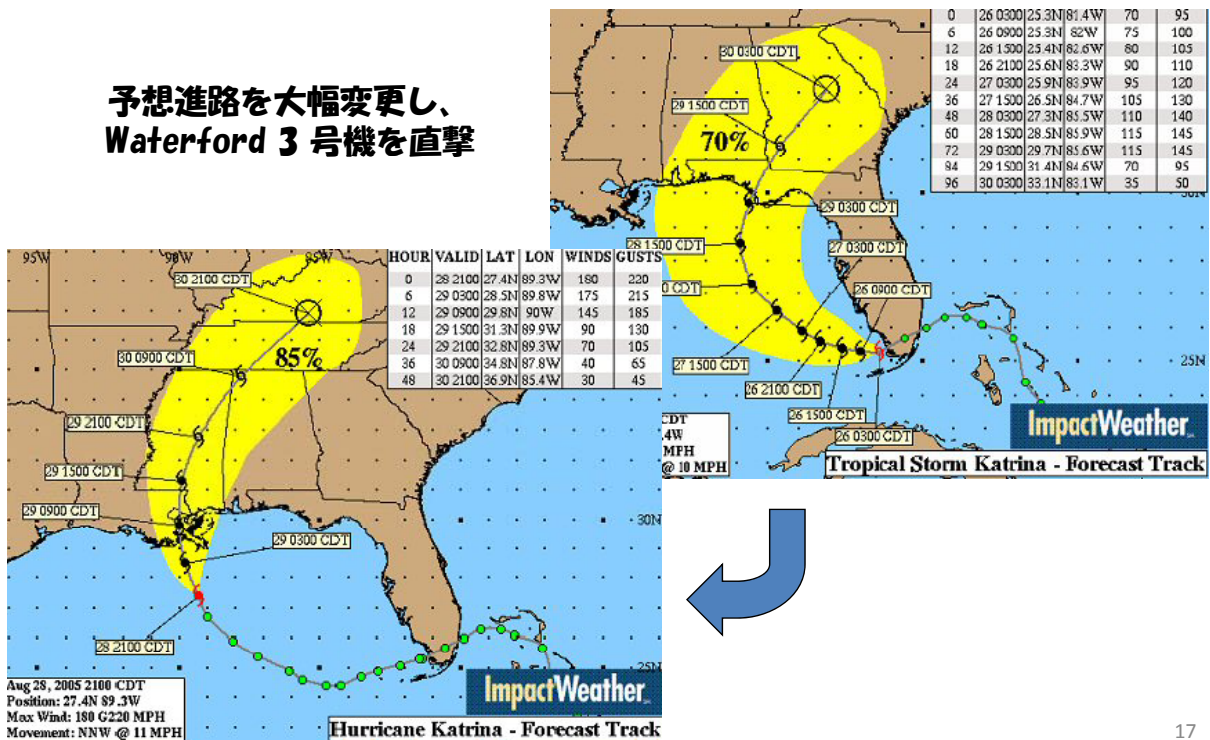 予想進路を大幅変更し、
Waterford 3 号機を直撃
0 26 0300 25.3N 81.4W 70 95
6 26 0900 25.3N 82W 75 100
12 26 1500 25.4N 82.6W 80 105
18 26 2100 25.6N 83.3W 90 110
24 27 0300 25.9N 83.9W 95 120
36 27 1500 26.5N 84.7W 105 130
48 28 0300 27.3N 85.5W 110 140
60 28 1500 28.5N 85.9W 115 145
72 29 0300 29.7N 85.6W 115 145
84 29 1500 31.4N 84.6W 70 95
96 30 0300 33.1N 83.1W 35 50
30 0300 CDT
29 1500 CDT
70%
29 0300 CDT
28 1500 CDT
27 0300 CDT
0 CDT
26 0900 CDT
27 1500 CDT
26 2100 CDT
26 1500 CDT
26 0300 CDT
25N
CDT
.4W
MPH
@ 10 MPH
ImpactWeather
Tropical Storm Katrina - Forecast Track
95W 90W 85W
HOUR VALID LAT LON WINDS GUSTS
0 28 2100 27.4N 89.3W 180 220
6 29 0300 28.5N 89.8W 175 215
12 29 0900 29.8N 90W 145 185
18 29 1500 31.3N 89.9W 90 130
24 29 2100 32.8N 89.3W 70 105
36 30 0900 34.8N 87.8W 40 65
48 30 2100 36.9N 85.4W 30 45
30 2100 CDT
30 0900 CDT
85%
29 2100 CDT
29 1500 CDT
29 0900 CDT
30N
29 0300 CDT
28 2100 CDT
25N
Aug 28, 2005 2100 CDT
Position: 27.4N 89.3W
Max Wind: 180 G220 MPH
Movement: NNW @ 11 MPH
ImpactWeather
Hurricane Katrina - Forecast Track
17